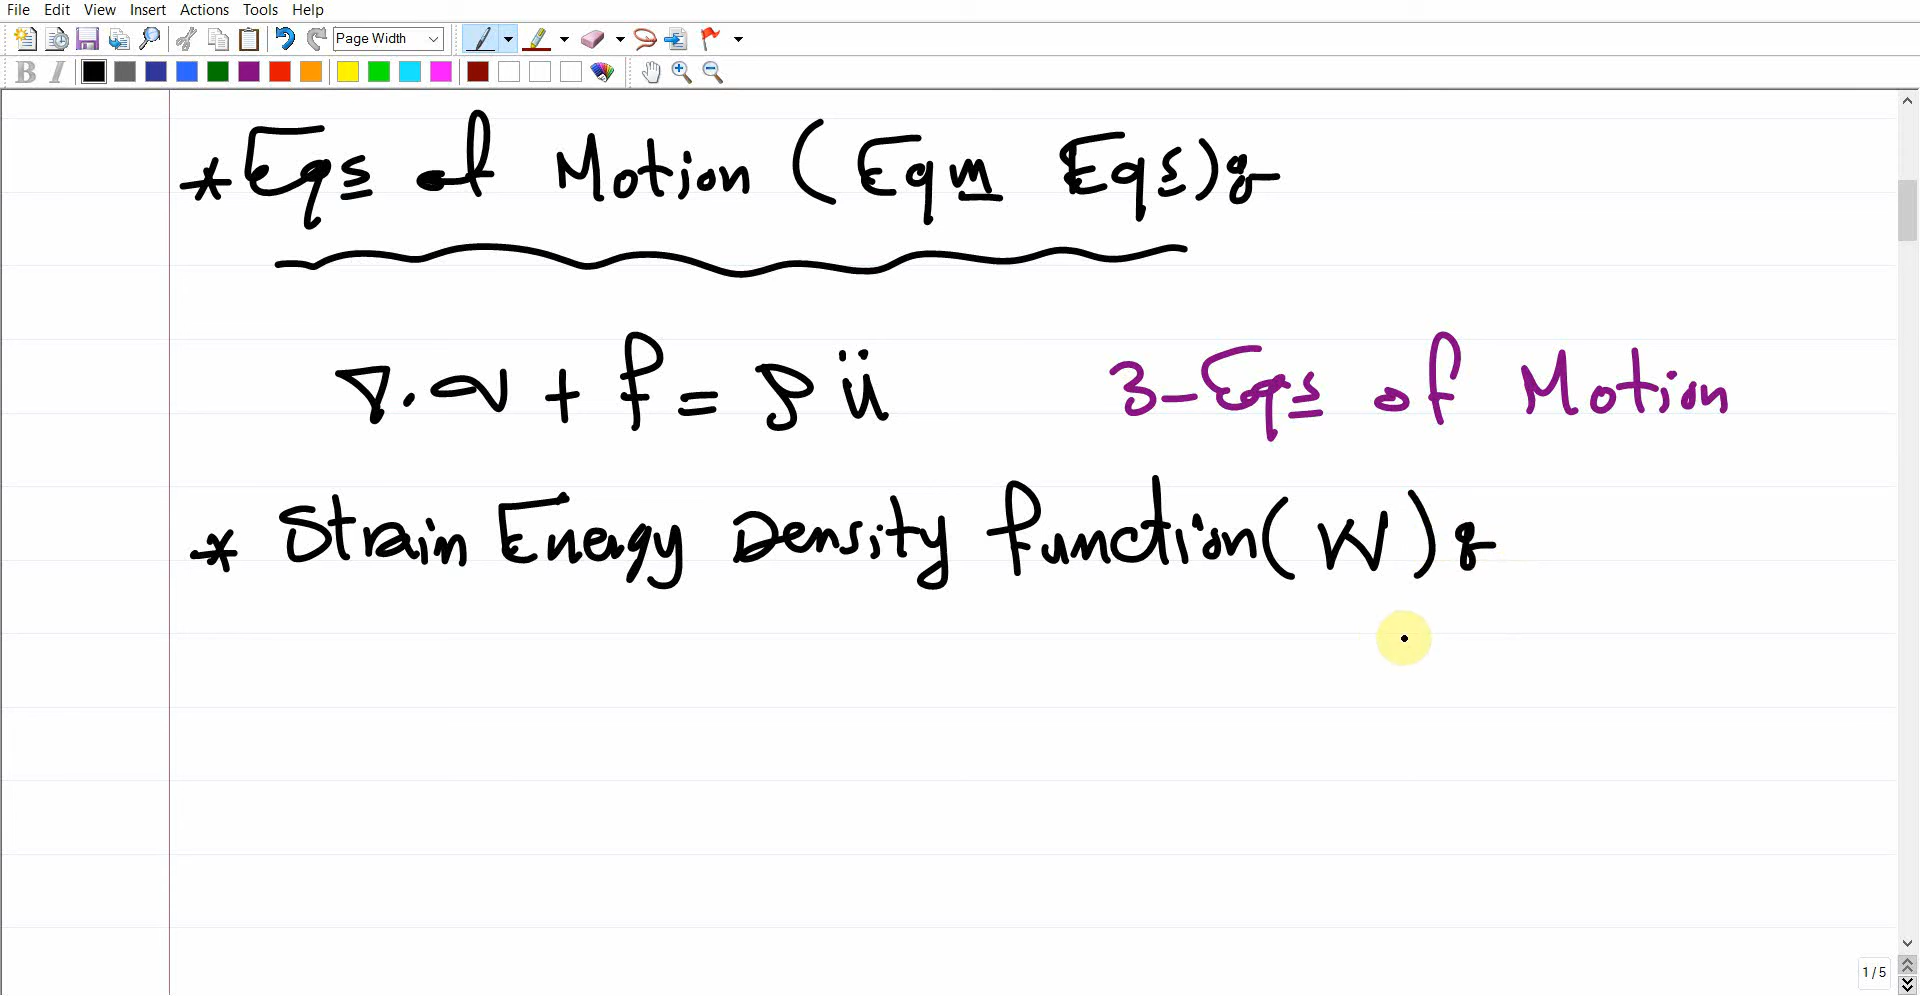 File Edit View Insert Actions Tools Help
Page Width
B I
* Eqs of Motion (Eqm Eqs):-
∇.σ + f = ρ ü 3-Eqs of Motion
* Strain Energy Density function(W):-
1 / 5